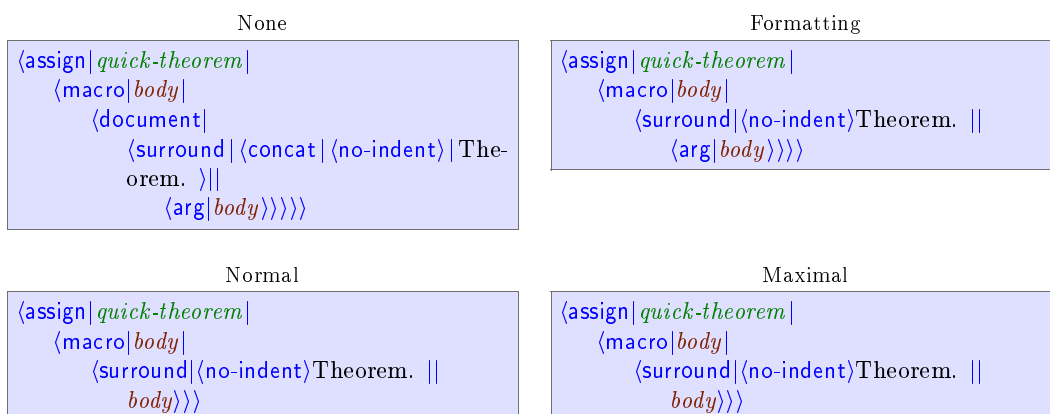 None
⟨assign|quick-theorem|
⟨macro|body|
⟨document|
⟨surround|⟨concat|⟨no-indent⟩|The-
orem. ⟩||
⟨arg|body⟩⟩⟩⟩⟩
Formatting
⟨assign|quick-theorem|
⟨macro|body|
⟨surround|⟨no-indent⟩Theorem. ||
⟨arg|body⟩⟩⟩⟩
Normal
⟨assign|quick-theorem|
⟨macro|body|
⟨surround|⟨no-indent⟩Theorem. ||
body⟩⟩⟩
Maximal
⟨assign|quick-theorem|
⟨macro|body|
⟨surround|⟨no-indent⟩Theorem. ||
body⟩⟩⟩